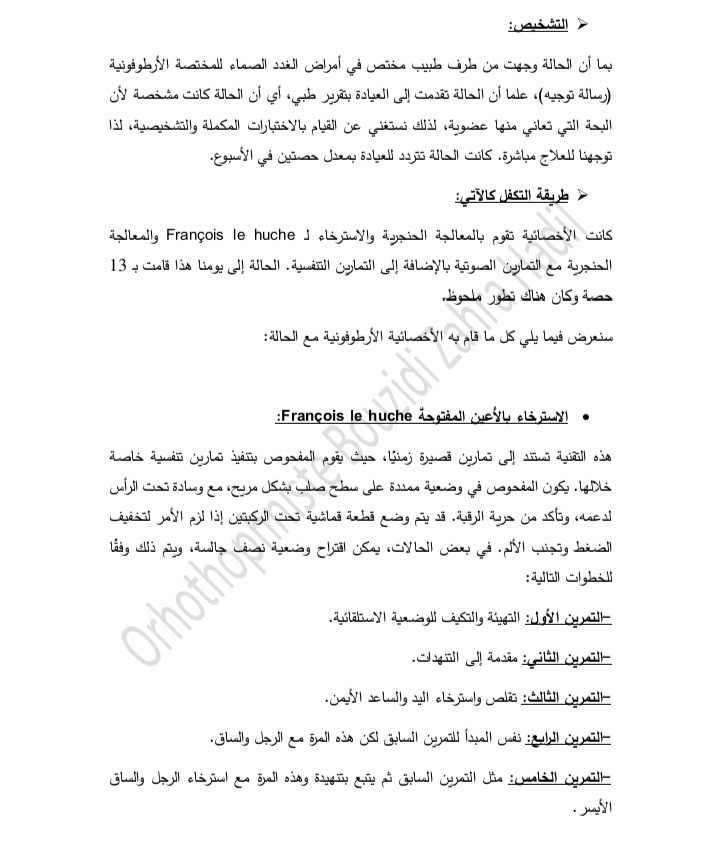 ➢ التشخيص:
بما أن الحالة وجهت من طرف طبيب مختص في أمراض الغدد الصماء للمختصة الأرطوفونية
(رسالة توجيه)، علما أن الحالة تقدمت إلى العيادة بتقرير طبي، أي أن الحالة كانت مشخصة لأن
البحة التي تعاني منها عضوية، لذلك نستغني عن القيام بالاختبارات المكملة والتشخيصية، لذا
توجهنا للعلاج مباشرة. كانت الحالة تتردد للعيادة بمعدل حصتين في الأسبوع.
➢ طريقة التكفل كالآتي:
كانت الأخصائية تقوم بالمعالجة الحنجرية والاسترخاء لـ François le huche والمعالجة
الحنجرية مع التمارين الصوتية بالإضافة إلى التمارين التنفسية. الحالة إلى يومنا هذا قامت بـ 13
حصة وكان هناك تطور ملحوظ.
سنعرض فيما يلي كل ما قام به الأخصائية الأرطوفونية مع الحالة:
• الاسترخاء بالأعين المفتوحة François le huche:
هذه التقنية تستند إلى تمارين قصيرة زمنيًا، حيث يقوم المفحوص بتنفيذ تمارين تنفسية خاصة
خلالها. يكون المفحوص في وضعية ممددة على سطح صلب بشكل مريح، مع وسادة تحت الرأس
لدعمه، وتأكد من حرية الرقبة. قد يتم وضع قطعة قماشية تحت الركبتين إذا لزم الأمر لتخفيف
الضغط وتجنب الألم. في بعض الحالات، يمكن اقتراح وضعية نصف جالسة، ويتم ذلك وفقًا
للخطوات التالية:
–التمرين الأول: التهيئة والتكيف للوضعية الاستلقائية.
–التمرين الثاني: مقدمة إلى التنهدات.
–التمرين الثالث: تقلص واسترخاء اليد والساعد الأيمن.
–التمرين الرابع: نفس المبدأ للتمرين السابق لكن هذه المرة مع الرجل والساق.
–التمرين الخامس: مثل التمرين السابق ثم يتبع بتنهيدة وهذه المرة مع استرخاء الرجل والساق
الأيسر.
Orhothophniste Bouzidi Zahra Hadil